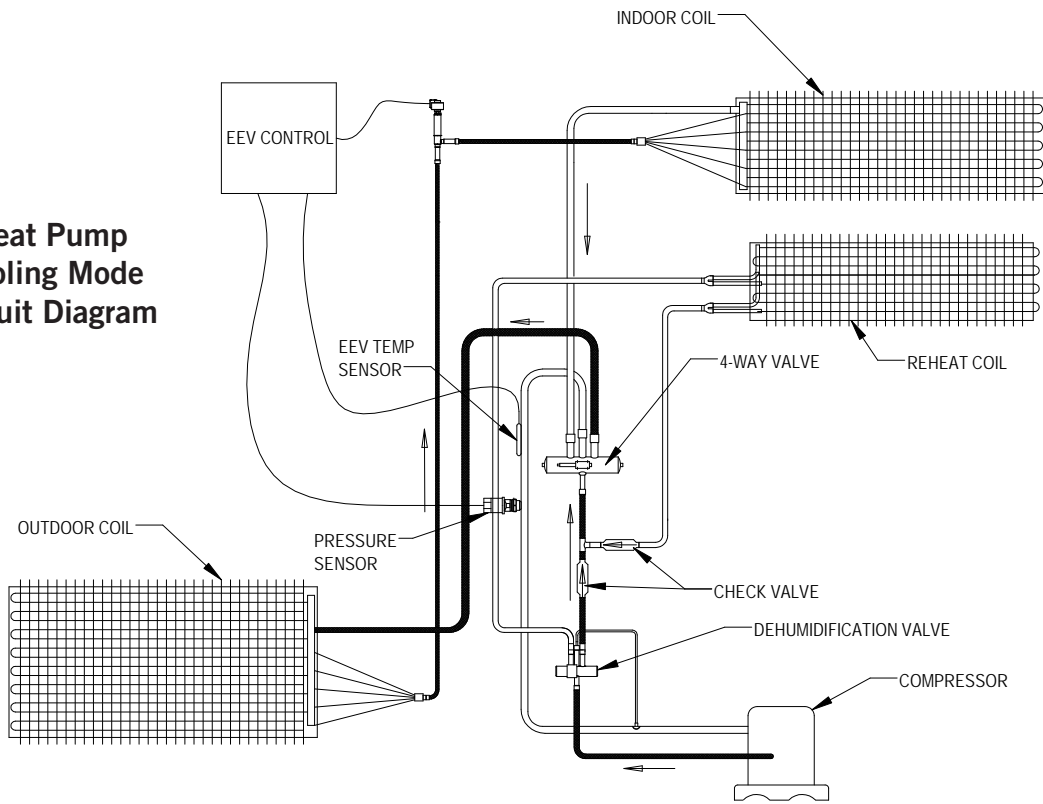 INDOOR COIL
EEV CONTROL
eat Pump
oling Mode
uit Diagram
EEV TEMP
SENSOR
4-WAY VALVE
REHEAT COIL
OUTDOOR COIL
PRESSURE
SENSOR
CHECK VALVE
DEHUMIDIFICATION VALVE
COMPRESSOR